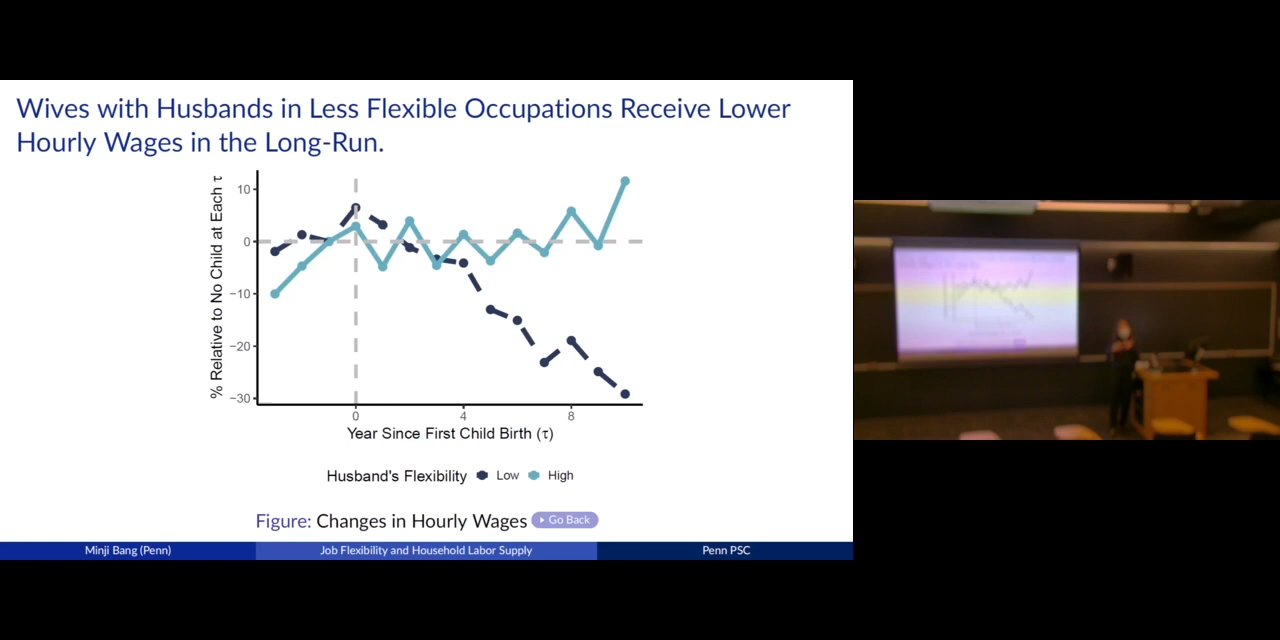 Wives with Husbands in Less Flexible Occupations Receive Lower
Hourly Wages in the Long-Run.
% Relative to No Child at Each τ
10
0
−10
−20
−30
0 4 8
Year Since First Child Birth (τ)
Husband's Flexibility Low High
Figure: Changes in Hourly Wages Go Back
Minji Bang (Penn) Job Flexibility and Household Labor Supply Penn PSC